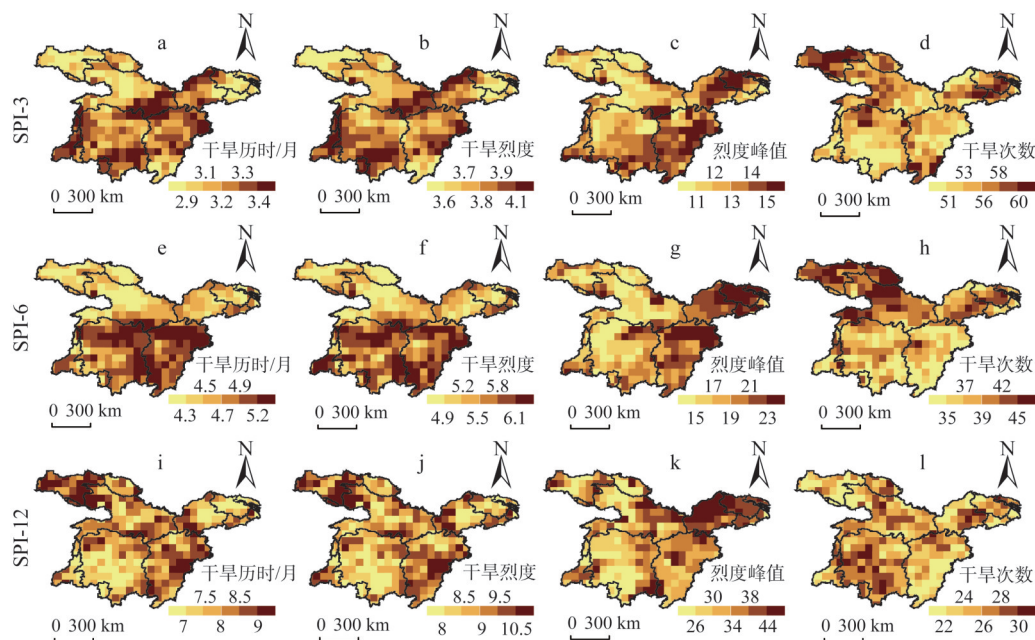 N N N N
a b c d
SPI-3
干旱历时/月 干旱烈度 烈度峰值 干旱次数
3.1 3.3 3.7 3.9 12 14 53 58
2.9 3.2 3.4 3.6 3.8 4.1 11 13 15 51 56 60
0 300 km 0 300 km 0 300 km 0 300 km
N N N N
e f g h
SPI-6
干旱历时/月 干旱烈度 烈度峰值 干旱次数
4.5 4.9 5.2 5.8 17 21 37 42
4.3 4.7 5.2 4.9 5.5 6.1 15 19 23 35 39 45
0 300 km 0 300 km 0 300 km 0 300 km
N N N N
i j k l
SPI-12
干旱历时/月 干旱烈度 烈度峰值 干旱次数
7.5 8.5 8.5 9.5 30 38 24 28
7 8 9 8 9 10.5 26 34 44 22 26 30
0 300 km 0 300 km 0 300 km 0 300 km